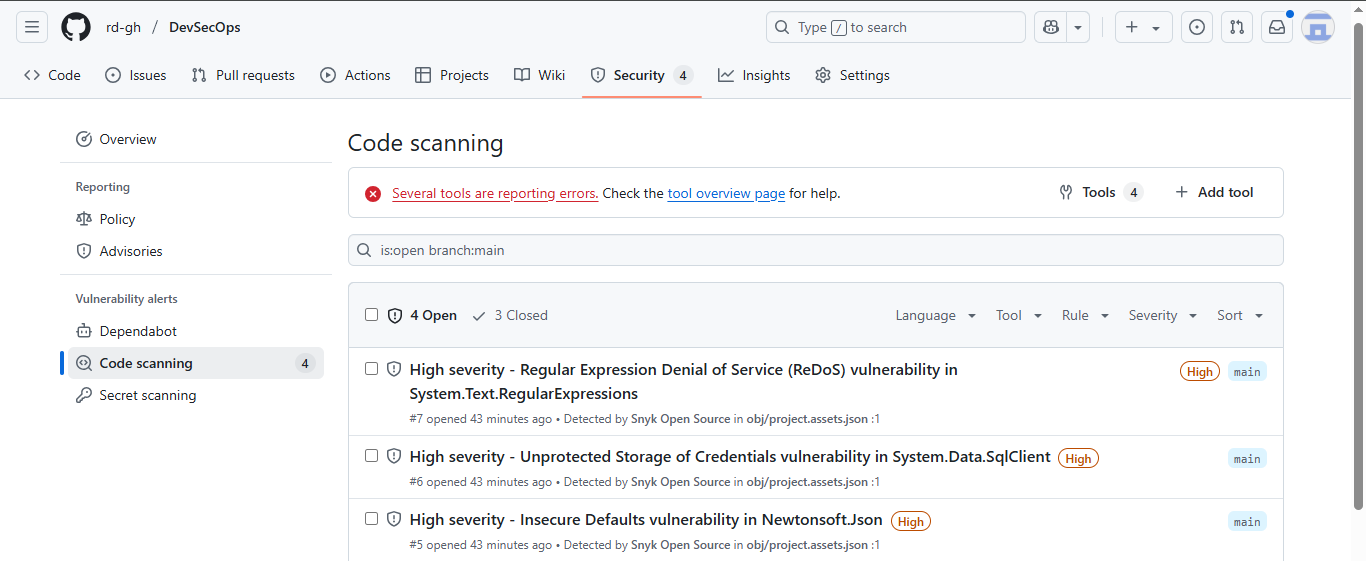 rd-gh / DevSecOps
Type / to search
Code Issues Pull requests Actions Projects Wiki Security 4 Insights Settings
Overview
Reporting
Policy
Advisories
Vulnerability alerts
Dependabot
Code scanning 4
Secret scanning
Code scanning
Several tools are reporting errors. Check the tool overview page for help.
Tools 4 Add tool
is:open branch:main
4 Open 3 Closed Language Tool Rule Severity Sort
High severity - Regular Expression Denial of Service (ReDoS) vulnerability in High main
System.Text.RegularExpressions
#7 opened 43 minutes ago • Detected by Snyk Open Source in obj/project.assets.json :1
High severity - Unprotected Storage of Credentials vulnerability in System.Data.SqlClient High main
#6 opened 43 minutes ago • Detected by Snyk Open Source in obj/project.assets.json :1
High severity - Insecure Defaults vulnerability in Newtonsoft.Json High main
#5 opened 43 minutes ago • Detected by Snyk Open Source in obj/project.assets.json :1